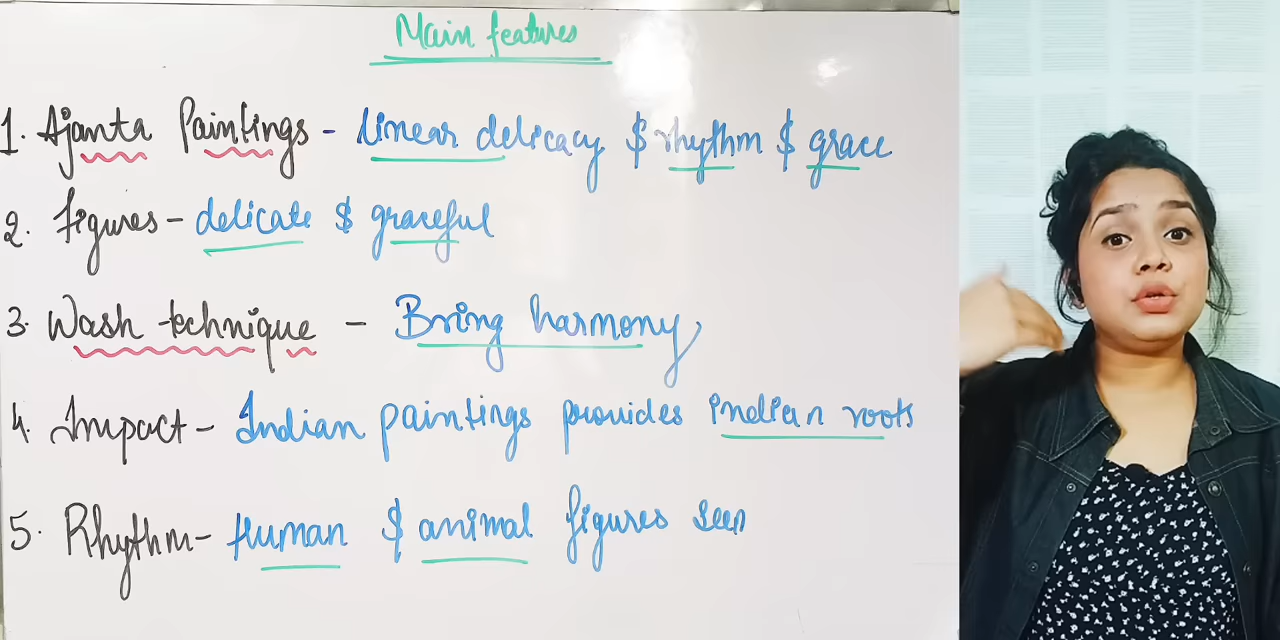 Main features
1. Ajanta Paintings - linear delicacy $ rhythm $ grace
2. Figures - delicate $ graceful
3. Wash technique - Bring harmony,
4. Impact - Indian paintings provides indian roots
5. Rhythm - Human $ animal figures seen